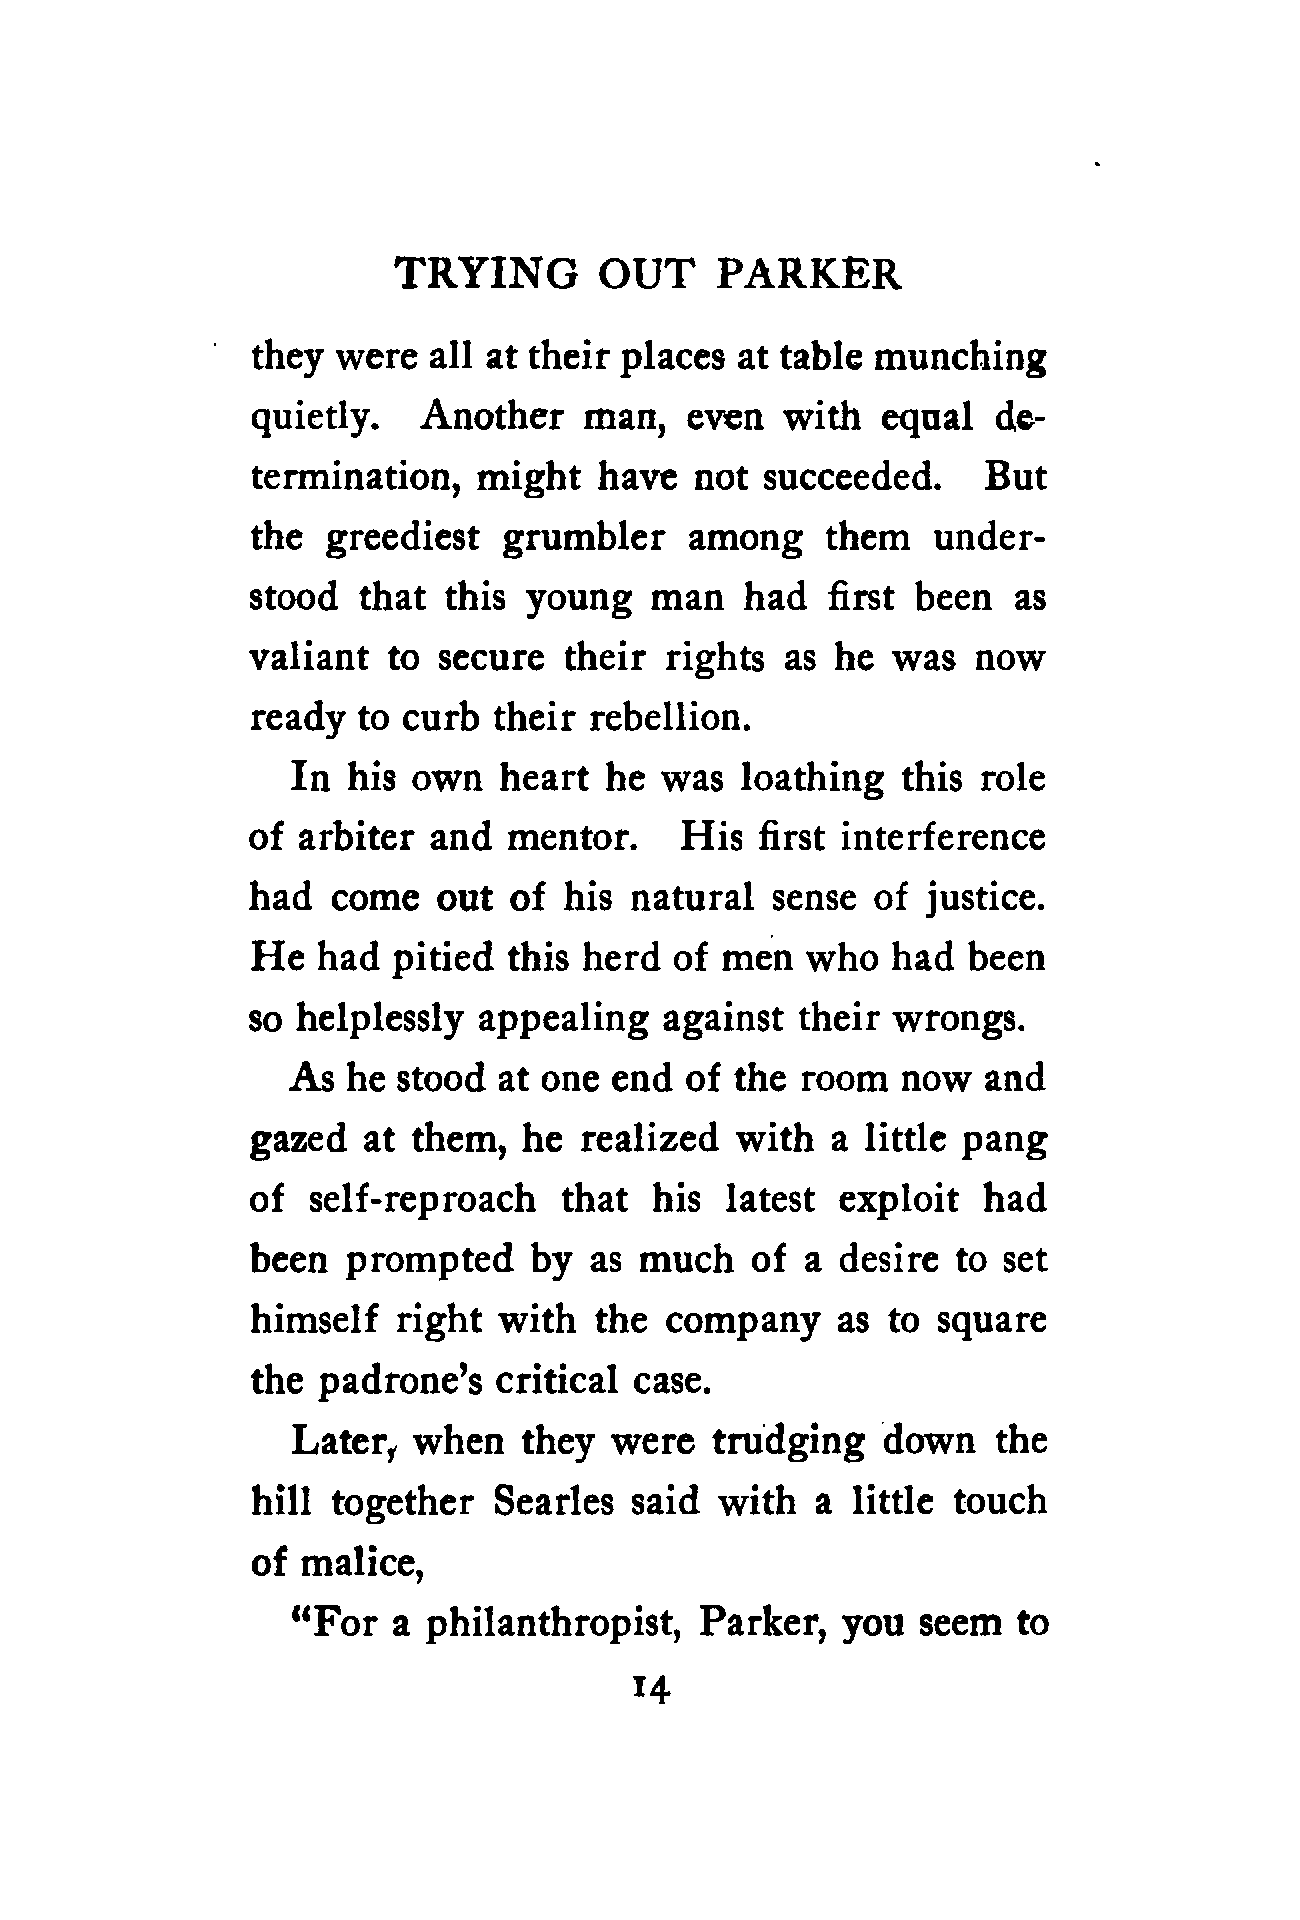 TRYING OUT PARKER
they were all at their places at table munching
quietly. Another man, even with equal de-
termination, might have not succeeded. But
the greediest grumbler among them under-
stood that this young man had first been as
valiant to secure their rights as he was now
ready to curb their rebellion.
In his own heart he was loathing this role
of arbiter and mentor. His first interference
had come out of his natural sense of justice.
He had pitied this herd of men who had been
so helplessly appealing against their wrongs.
As he stood at one end of the room now and
gazed at them, he realized with a little pang
of self-reproach that his latest exploit had
been prompted by as much of a desire to set
himself right with the company as to square
the padrone's critical case.
Later, when they were trudging down the
hill together Searles said with a little touch
of malice,
"For a philanthropist, Parker, you seem to
14